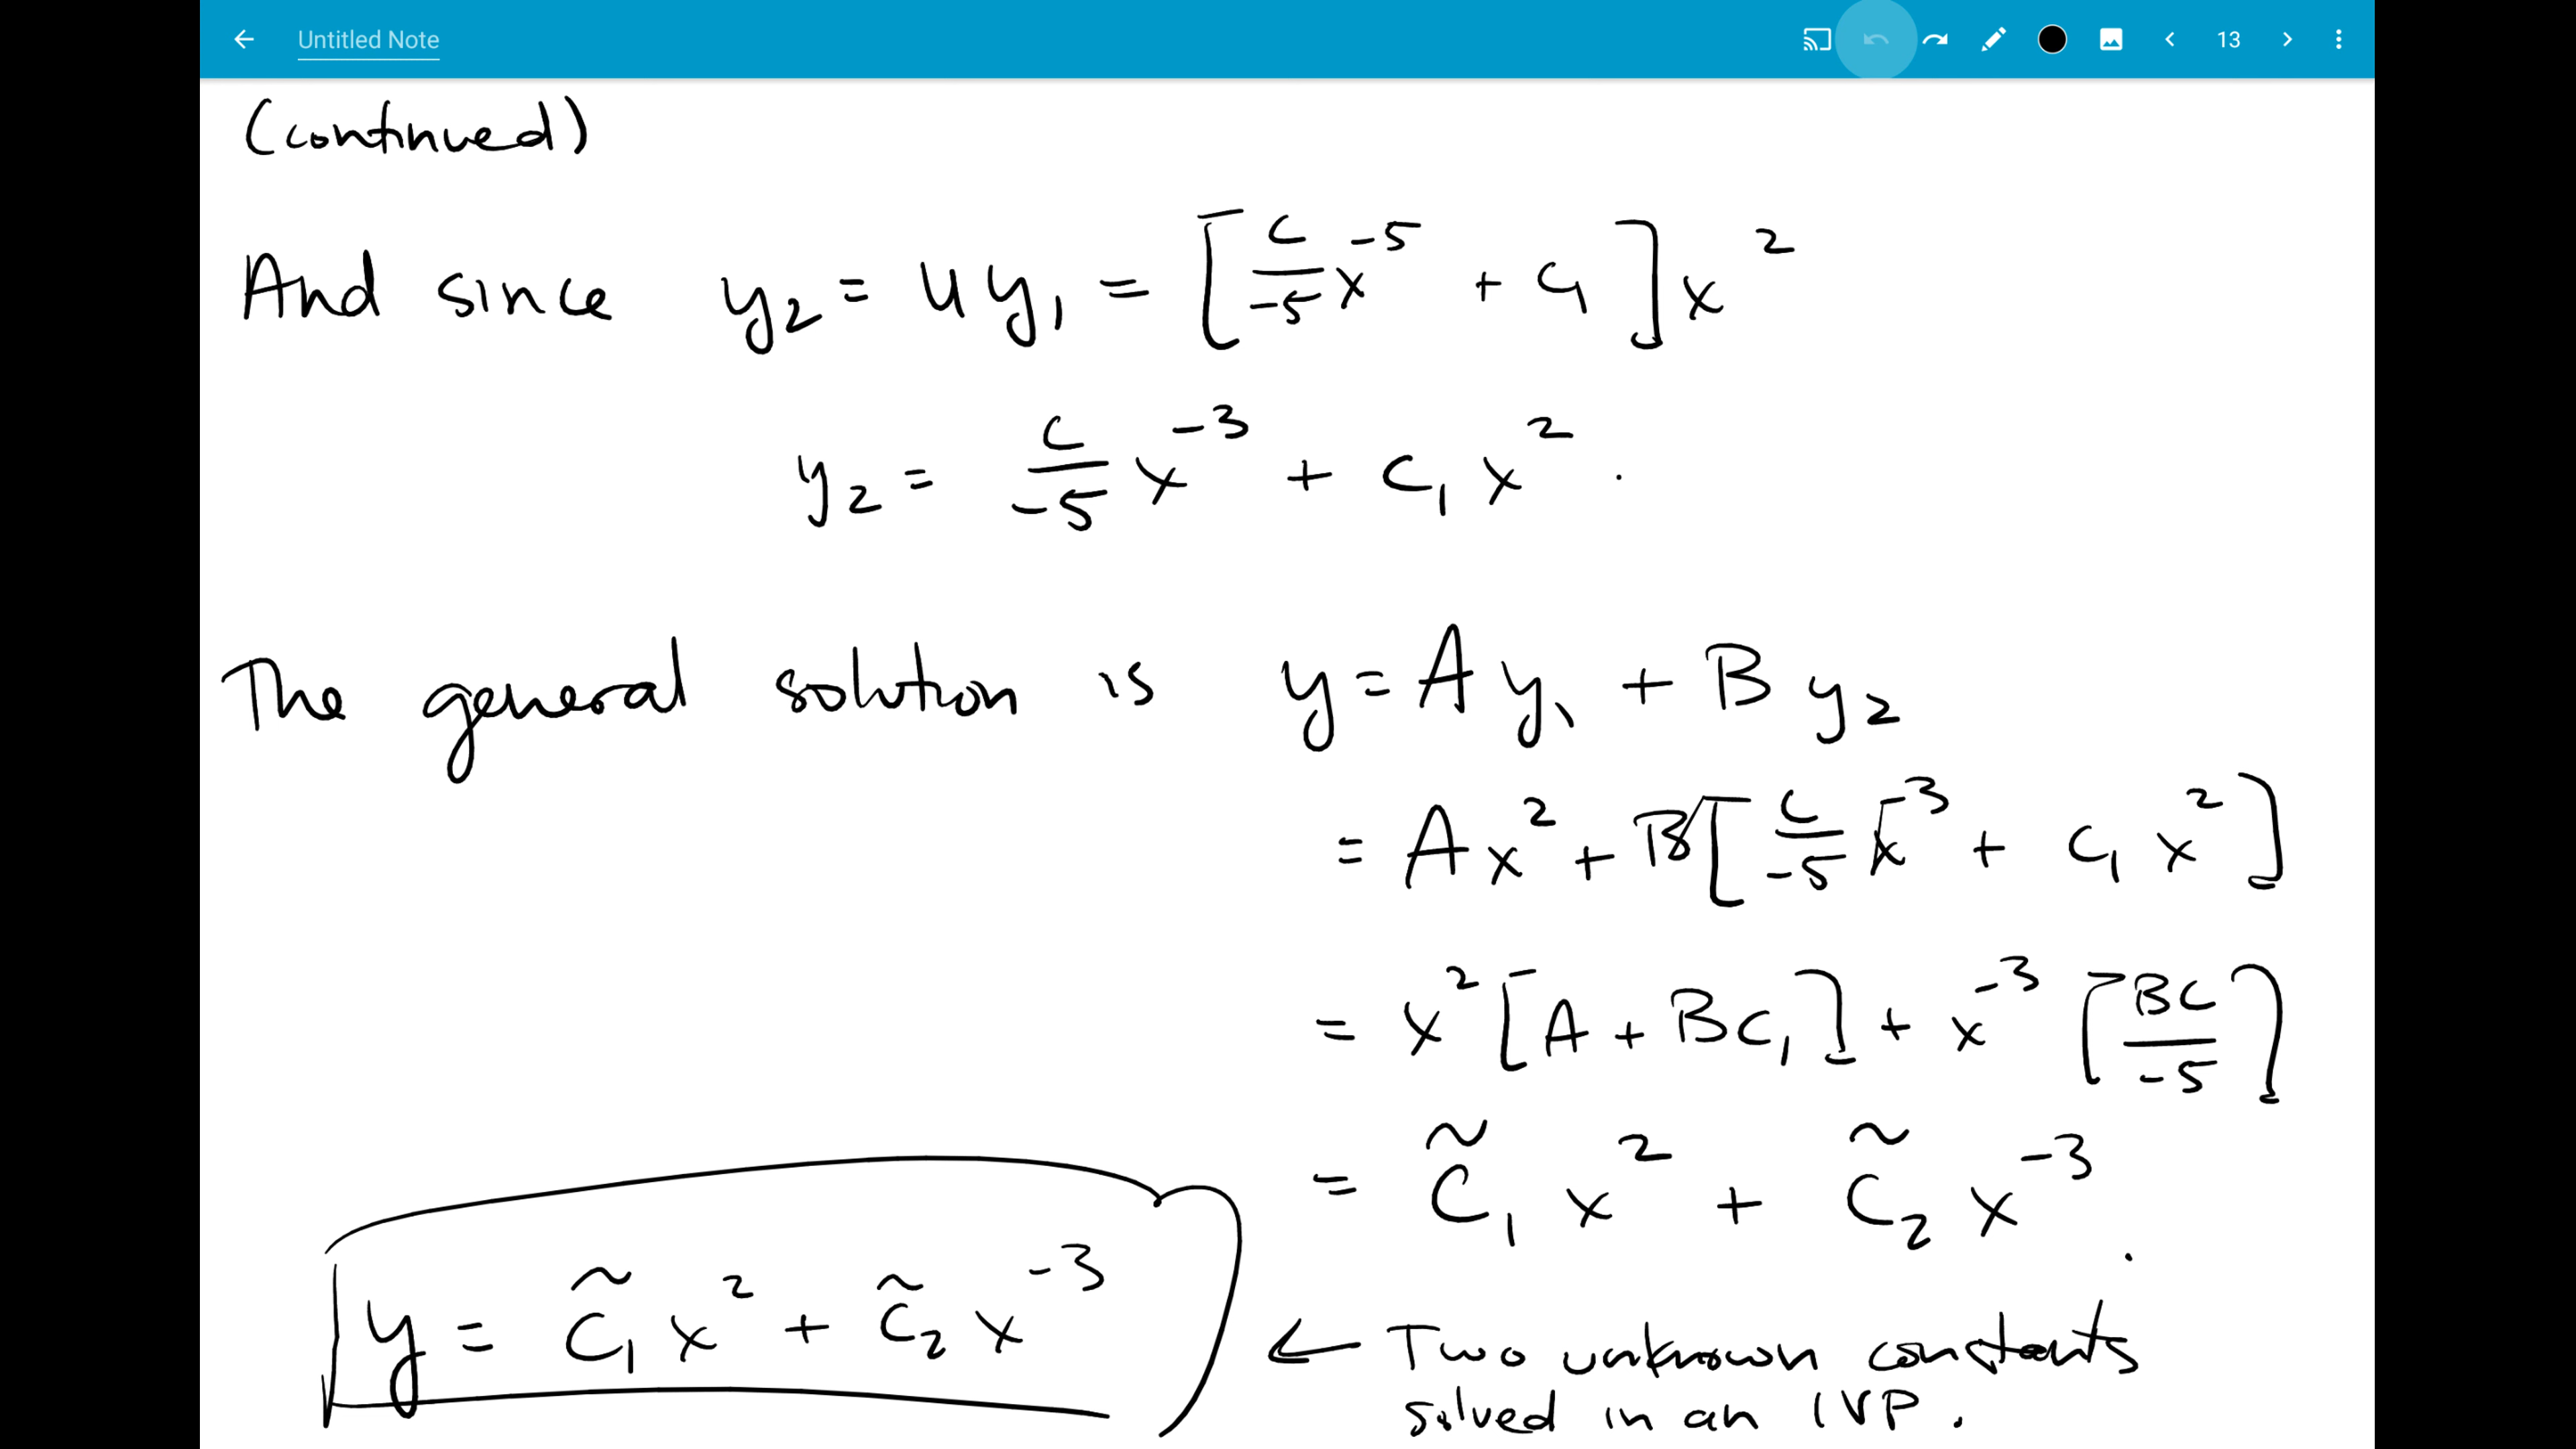 Untitled Note 13
(continued)
And since y₂ = u y₁ = [C/-5 x⁻⁵ + C₁] x²
y₂ = C/-5 x⁻³ + C₁ x² .
The general solution is y = A y₁ + B y₂
= A x² + B[C/-5 x⁻³ + C₁ x²]
= x² [A + BC₁] + x⁻³ [BC/-5]
= C̃₁ x² + C̃₂ x⁻³ .
y = C̃₁ x² + C̃₂ x⁻³ ← Two unknown constants
solved in an IVP.